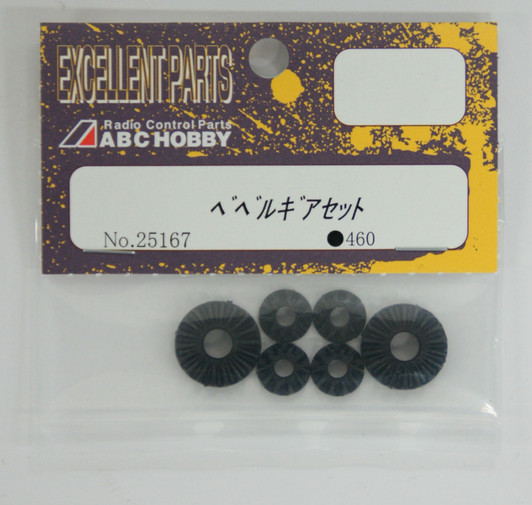 EXCELLENT PARTS
Radio Control Parts
ABC HOBBY
ベベルギアセット
No.25167 ●460